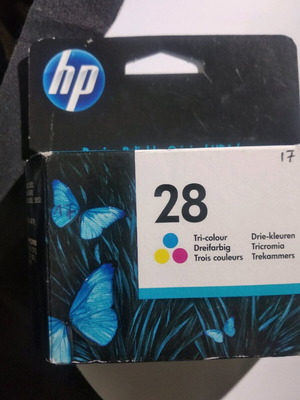 hp
17
28
Tri-colour
Dreifarbig
Trois couleurs
Drie-kleuren
Tricromia
Trekammers